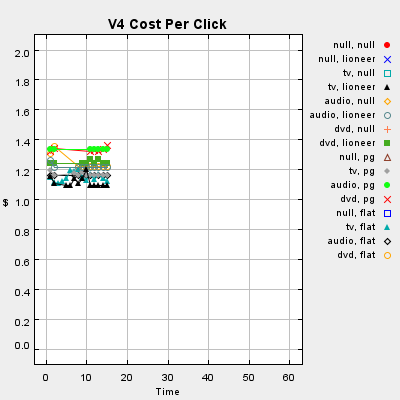 V4 Cost Per Click
2.0
1.8
1.6
1.4
1.2
1.0
0.8
0.6
0.4
0.2
0.0
$
0 10 20 30 40 50 60
Time
null, null
null, lioneer
tv, null
tv, lioneer
audio, null
audio, lioneer
dvd, null
dvd, lioneer
null, pg
tv, pg
audio, pg
dvd, pg
null, flat
tv, flat
audio, flat
dvd, flat